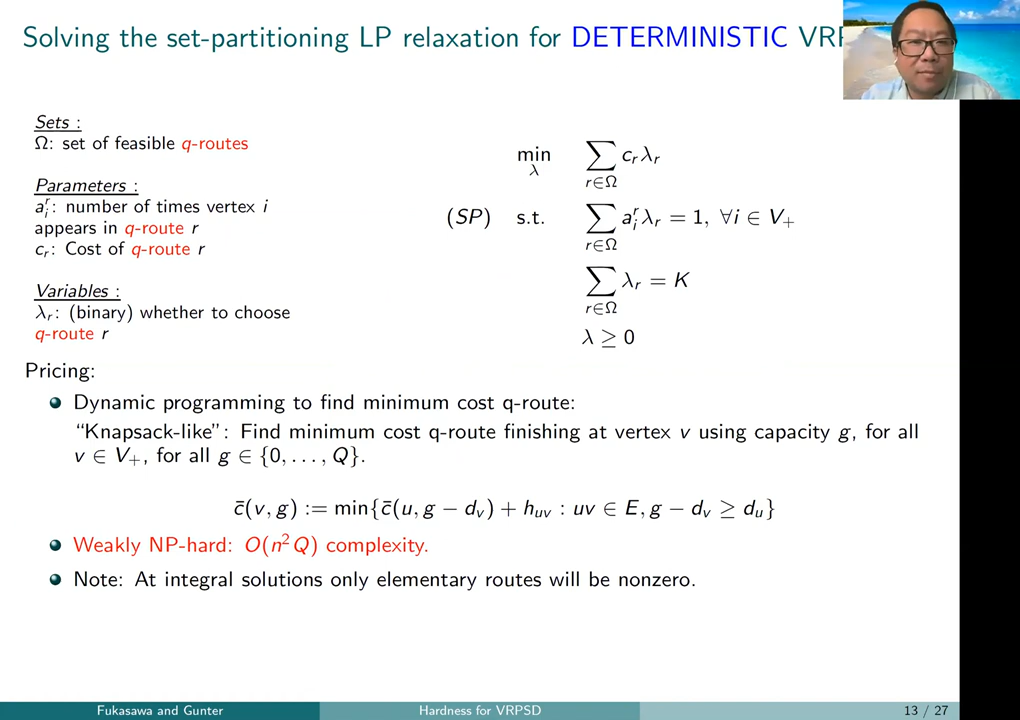 Solving the set-partitioning LP relaxation for DETERMINISTIC
Sets :
Ω: set of feasible q-routes
Parameters :
a_i^r: number of times vertex i
appears in q-route r
c_r: Cost of q-route r
Variables :
λ_r: (binary) whether to choose
q-route r
min_λ ∑_{r∈Ω} c_r λ_r
(SP) s.t. ∑_{r∈Ω} a_i^r λ_r = 1, ∀i ∈ V_+
∑_{r∈Ω} λ_r = K
λ ≥ 0
Pricing:
Dynamic programming to find minimum cost q-route:
“Knapsack-like”: Find minimum cost q-route finishing at vertex v using capacity g, for all
v ∈ V_+, for all g ∈ {0, . . . , Q}.
c̄(v, g) := min{c̄(u, g − d_v) + h_{uv} : uv ∈ E, g − d_v ≥ d_u}
Weakly NP-hard: O(n²Q) complexity.
Note: At integral solutions only elementary routes will be nonzero.
Fukasawa and Gunter Hardness for VRPSD 13 / 27